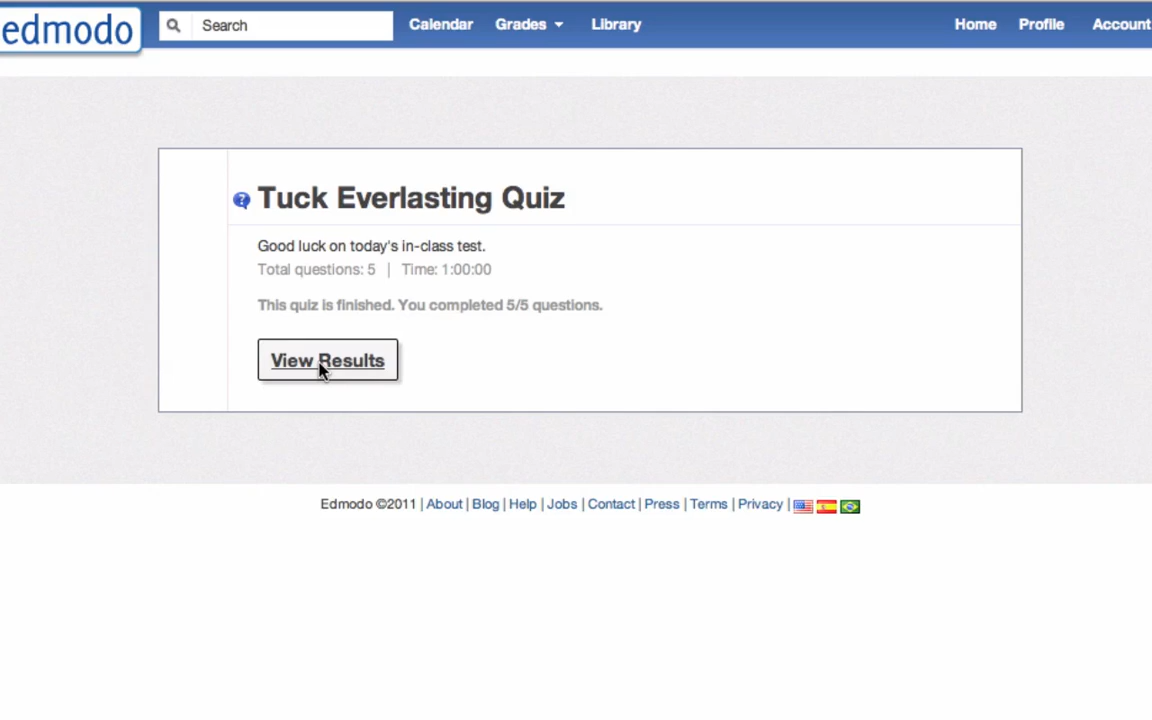 edmodo Search Calendar Grades Library Home Profile Account
Tuck Everlasting Quiz
Good luck on today's in-class test.
Total questions: 5 | Time: 1:00:00
This quiz is finished. You completed 5/5 questions.
View Results
Edmodo ©2011 | About | Blog | Help | Jobs | Contact | Press | Terms | Privacy |